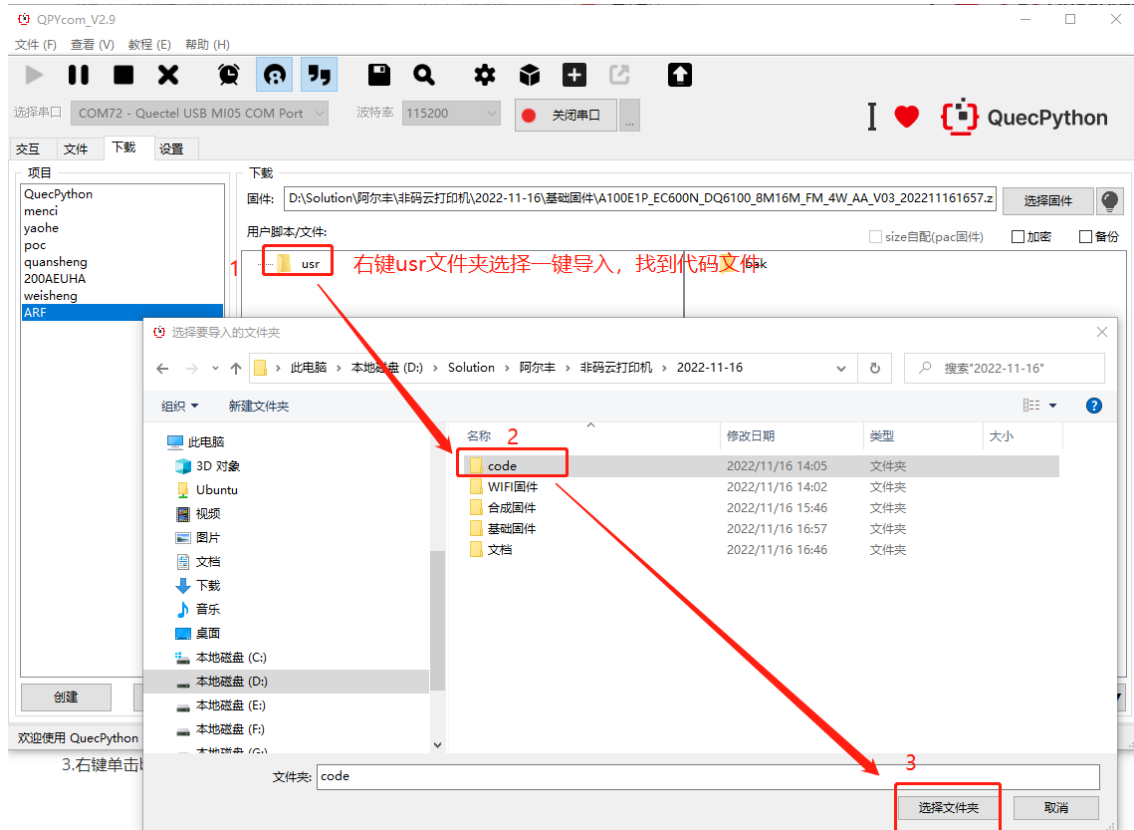 QPYcom_V2.9
文件 (F) 查看 (V) 教程 (E) 帮助 (H)
选择串口 COM72 - Quectel USB MI05 COM Port 波特率 115200 关闭串口 ... QuecPython
交互 文件 下载 设置
项目 下载
QuecPython
menci
yaohe
poc
quansheng
200AEUHA
weisheng
ARF
固件: D:\Solution\阿尔丰\非码云打印机\2022-11-16\基础固件\A100E1P_EC600N_DQ6100_8M16M_FM_4W_AA_V03_202211161657.z 选择固件
用户脚本/文件: size自配(pac固件) 加密 备份
1 usr 右键usr文件夹选择一键导入，找到代码文件 bak
选择要导入的文件夹
此电脑 › 本地磁盘 (D:) › Solution › 阿尔丰 › 非码云打印机 › 2022-11-16 搜索"2022-11-16"
组织 新建文件夹
名称 2 修改日期 类型 大小
code 2022/11/16 14:05 文件夹
WIFI固件 2022/11/16 14:02 文件夹
合成固件 2022/11/16 15:46 文件夹
基础固件 2022/11/16 16:57 文件夹
文档 2022/11/16 16:46 文件夹
此电脑
3D 对象
Ubuntu
视频
图片
文档
下载
音乐
桌面
本地磁盘 (C:)
本地磁盘 (D:)
本地磁盘 (E:)
本地磁盘 (F:)
本地磁盘 (G:)
创建
欢迎使用 QuecPython
3.右键单击
文件夹: code
3
选择文件夹 取消